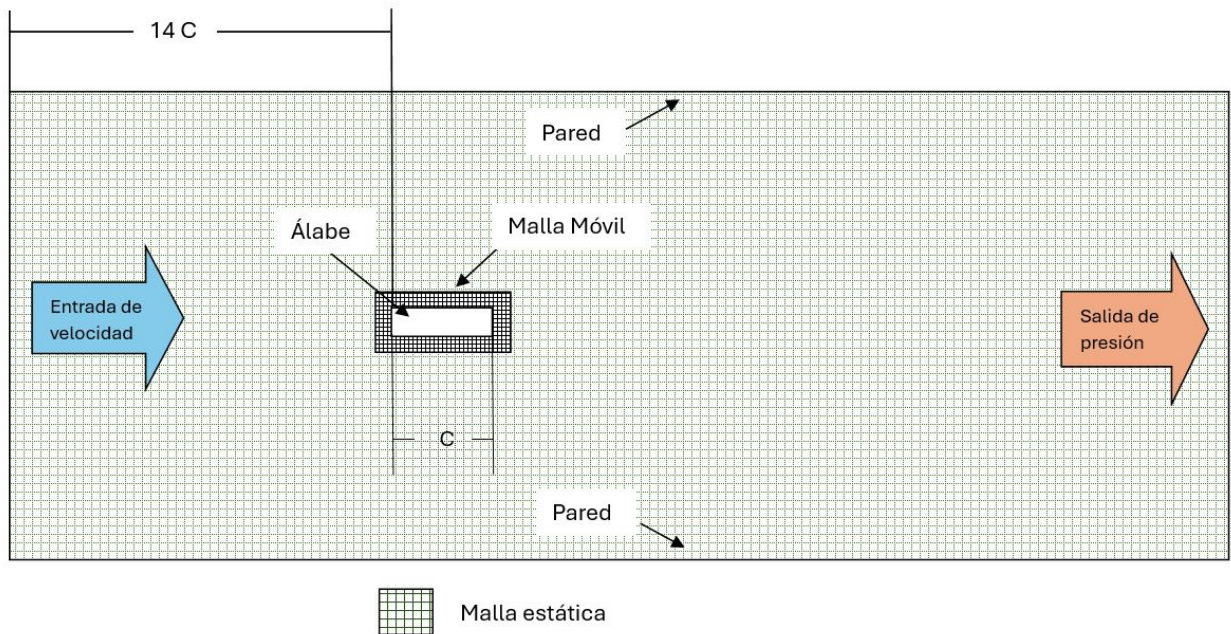 14 C
Pared
Álabe
Malla Móvil
Entrada de
velocidad
Salida de
presión
C
Pared
Malla estática